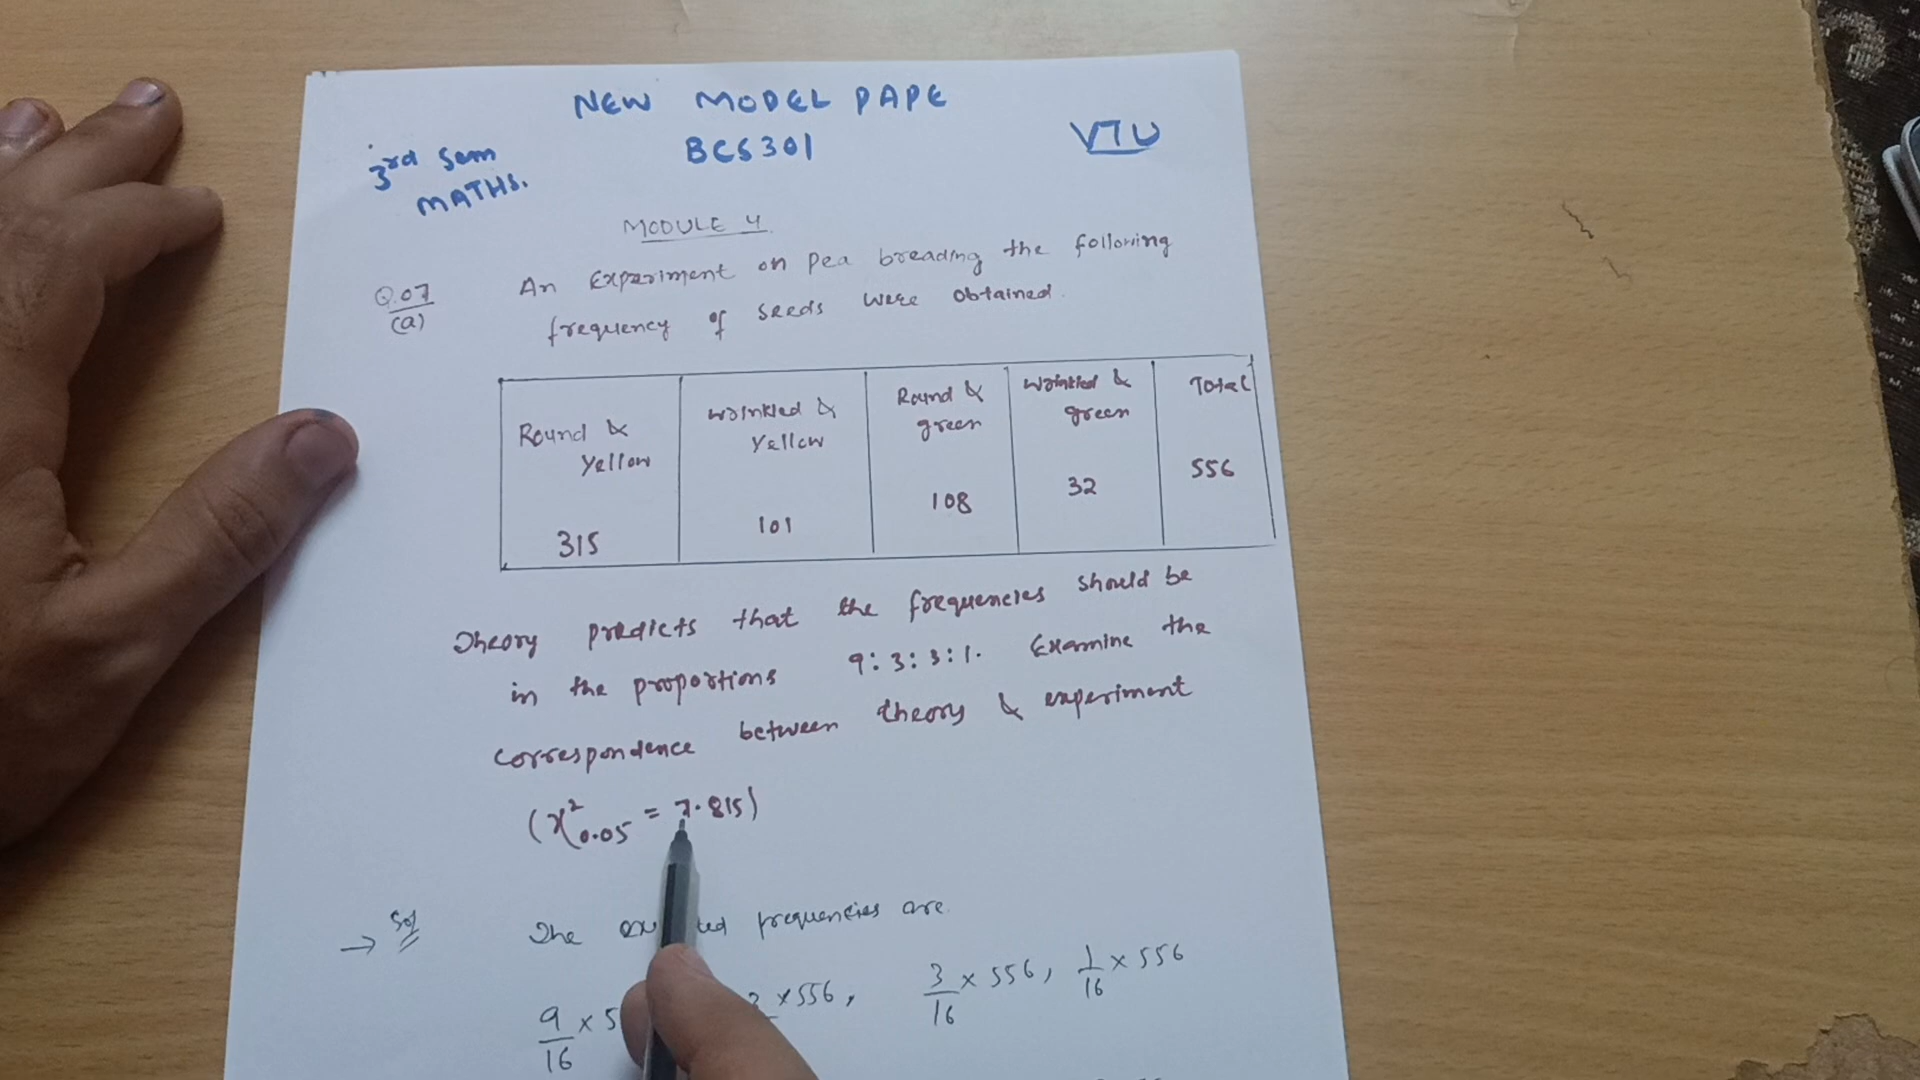 NEW MODEL PAPE
BCS301
VTU
3rd Sem
MATHS.
MODULE 4
Q.07
(a)
An Experiment on pea breading the following
frequency of seeds were obtained.
Round & Yellow
Wrinkled & Yellow
Round & green
Wrinkled & green
Total
315
101
108
32
556
Theory predicts that the frequencies should be
in the proportions 9:3:3:1. Examine the
correspondence between theory & experiment
(χ²0.05 = 7.815)
→ Sol
The frequencies are
9/16 × 5 × 556, 3/16 × 556, 1/16 × 556